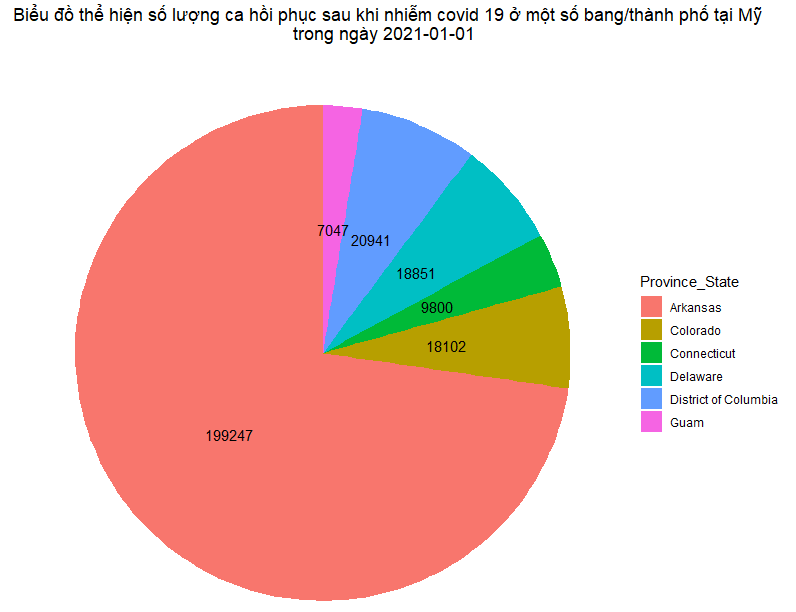 Biểu đồ thể hiện số lượng ca hồi phục sau khi nhiễm covid 19 ở một số bang/thành phố tại Mỹ
trong ngày 2021-01-01
7047
20941
18851
9800
18102
199247
Province_State
Arkansas
Colorado
Connecticut
Delaware
District of Columbia
Guam